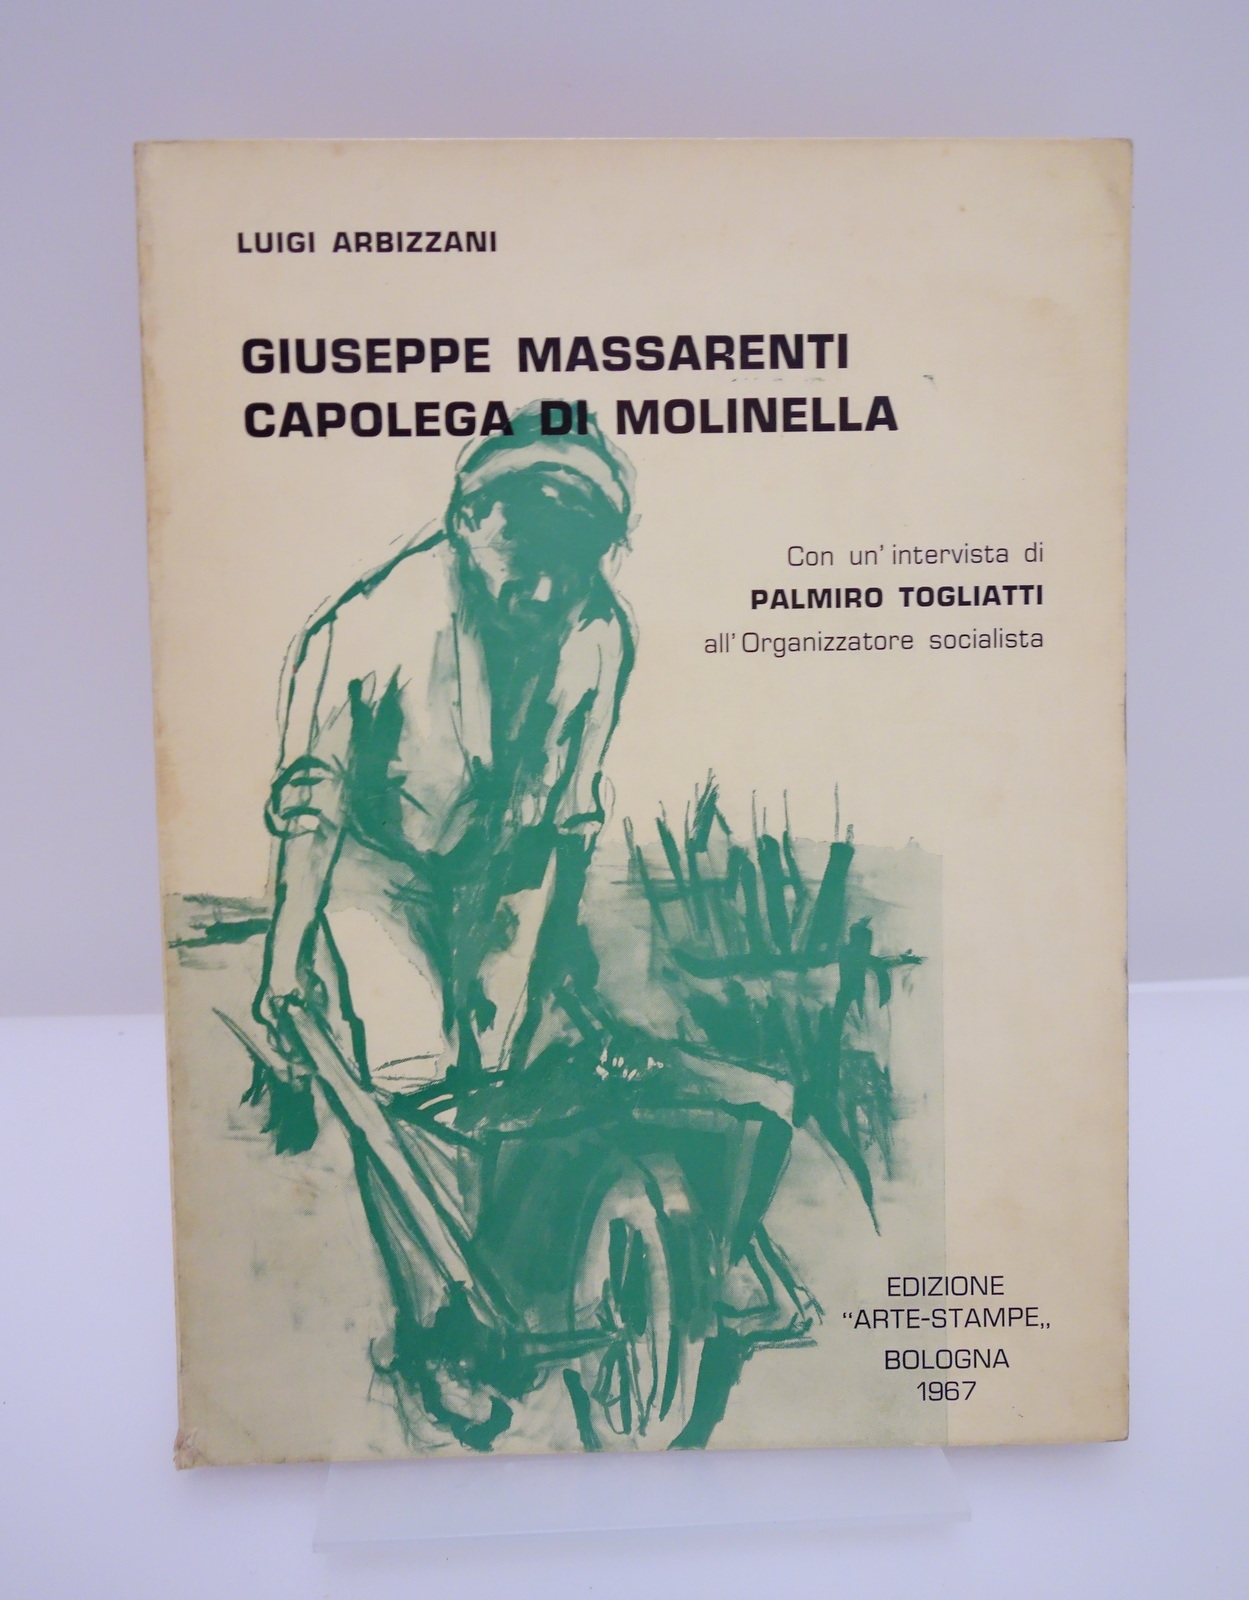 LUIGI ARBIZZANI
GIUSEPPE MASSARENTI
CAPOLEGA DI MOLINELLA
Con un' intervista di
PALMIRO TOGLIATTI
all' Organizzatore socialista
EDIZIONE
“ARTE-STAMPE„
BOLOGNA
1967